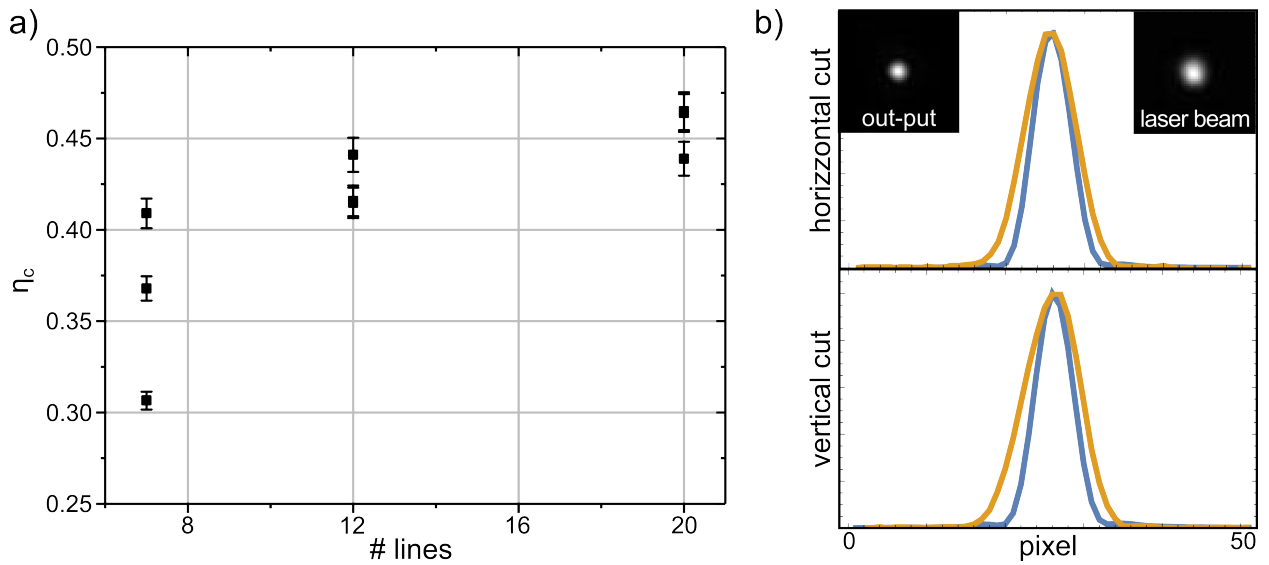 a)
0.50
0.45
0.40
0.35
0.30
0.25
ηc
8
12
16
20
# lines
b)
horizzontal cut
out-put
laser beam
vertical cut
0
50
pixel